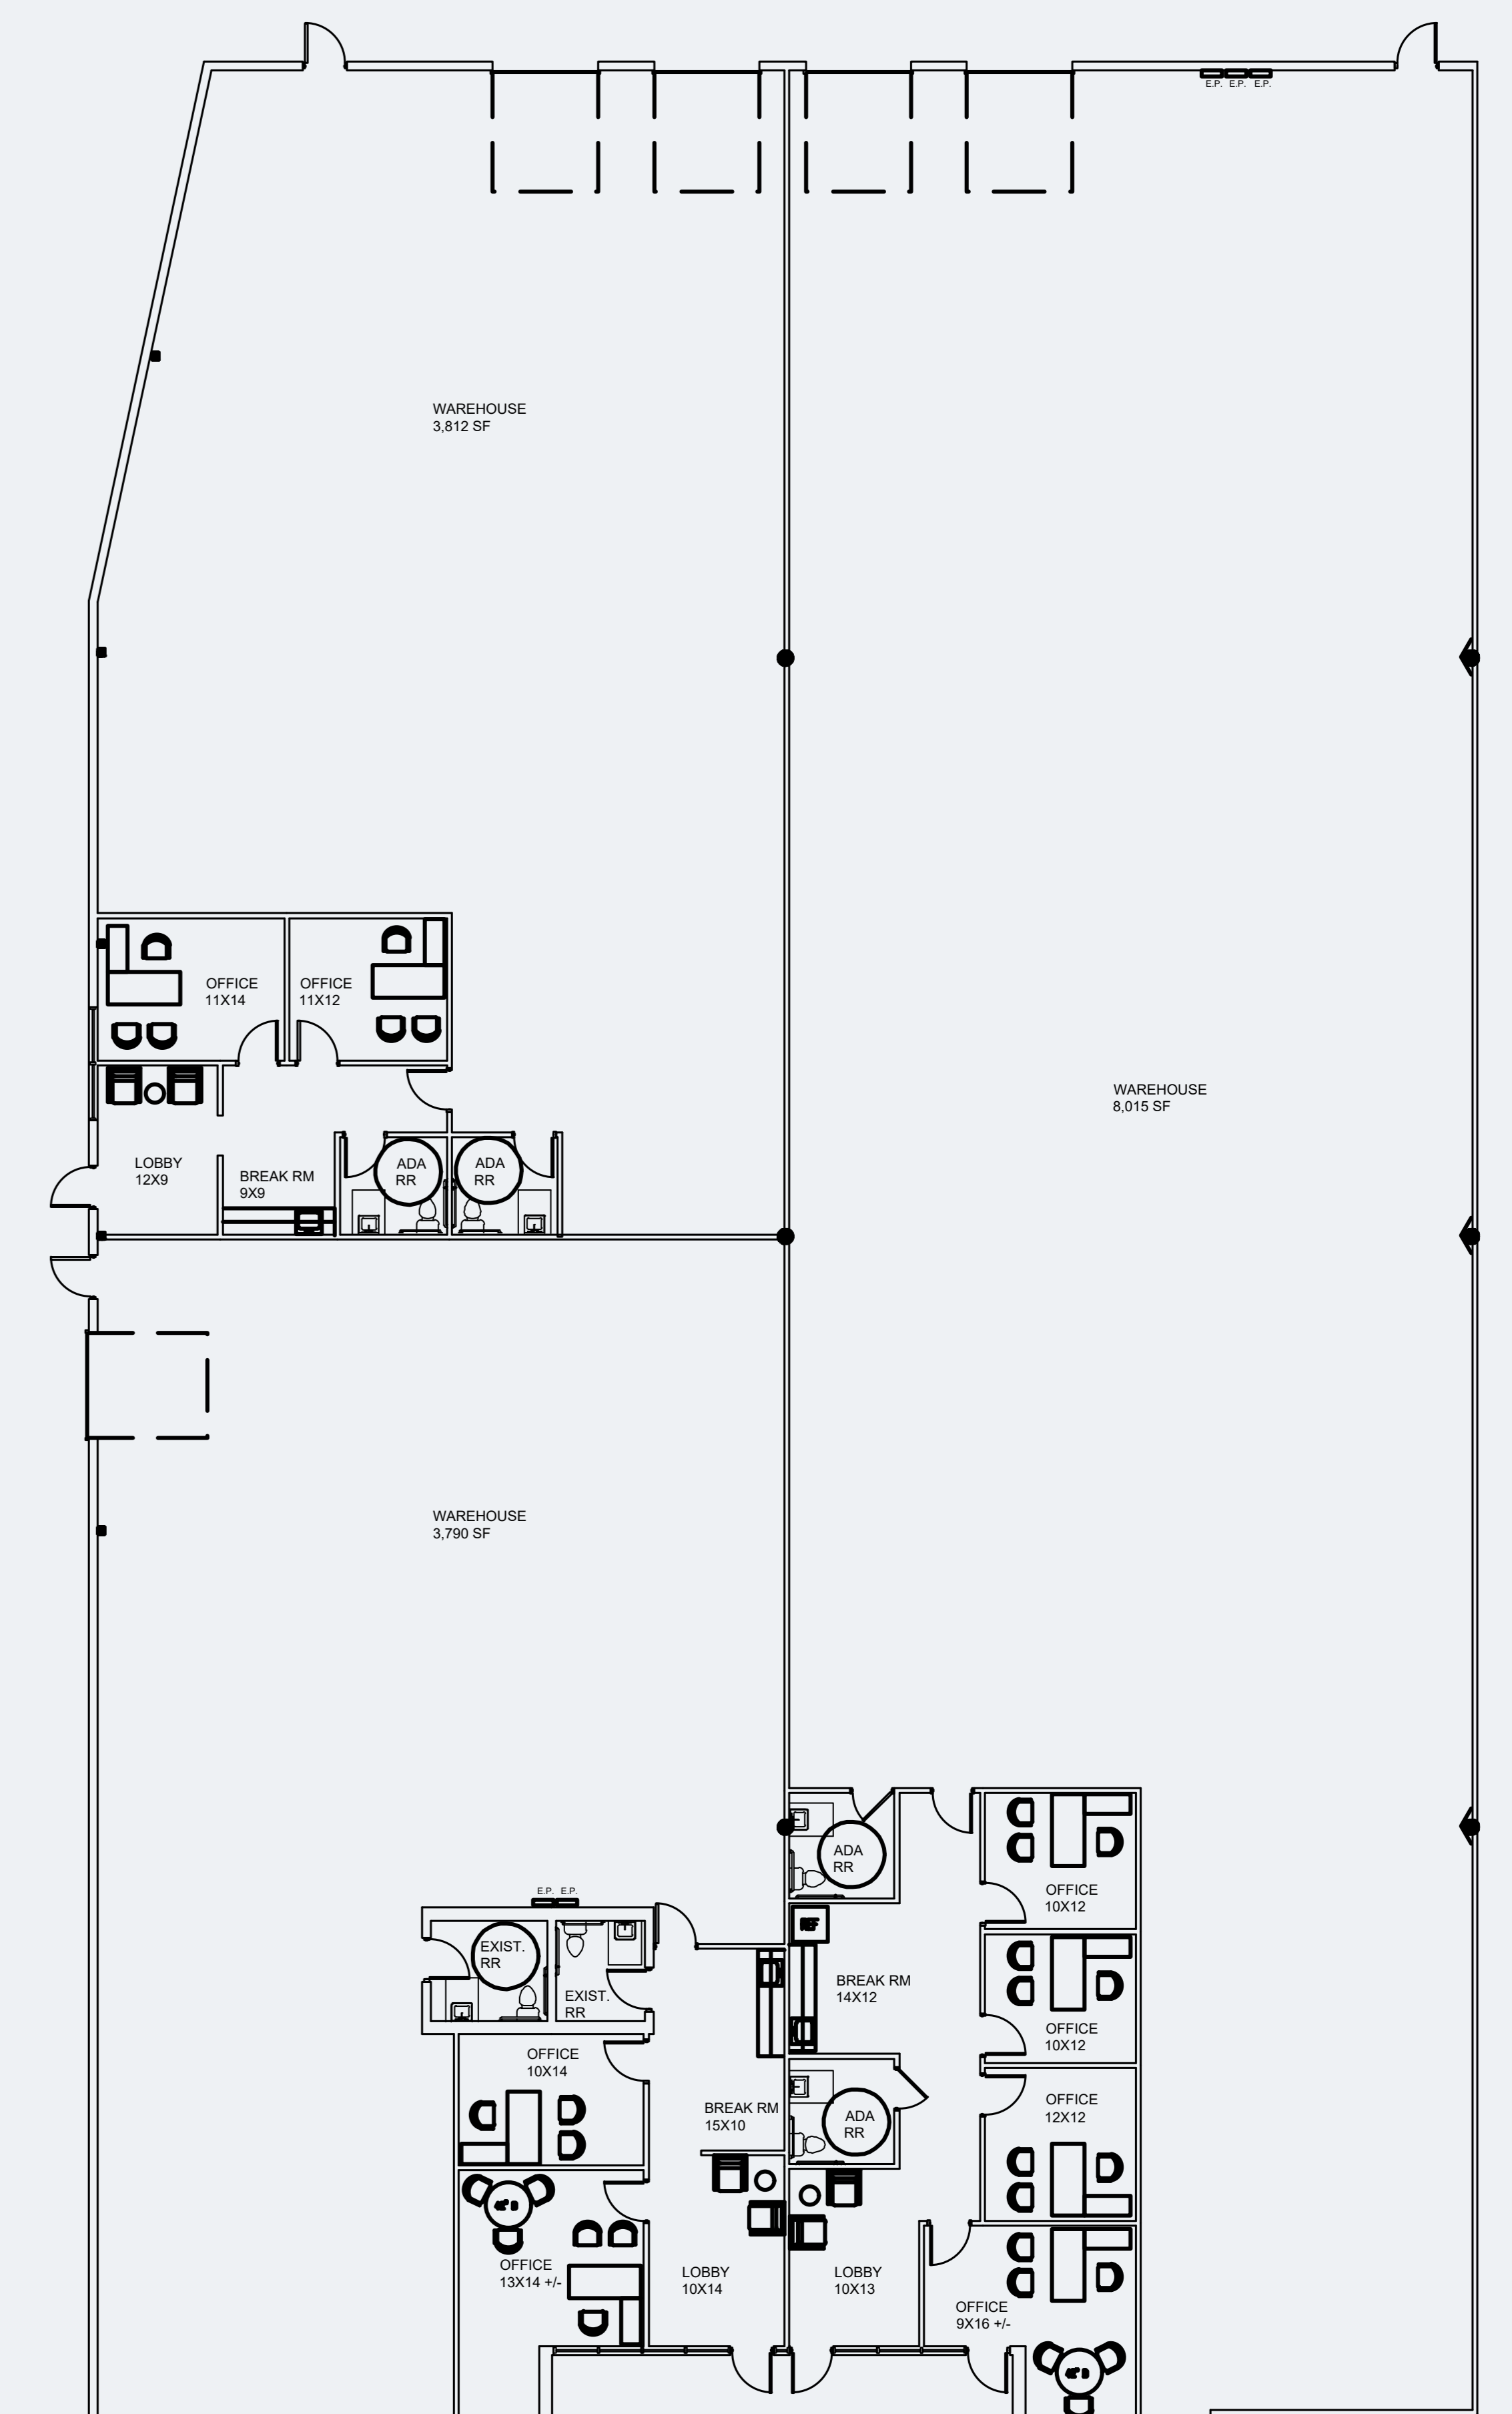 E.P. E.P. E.P.
WAREHOUSE
3,812 SF
OFFICE
11X14
OFFICE
11X12
WAREHOUSE
8,015 SF
LOBBY
12X9
BREAK RM
9X9
ADA
RR
ADA
RR
WAREHOUSE
3,790 SF
ADA
RR
OFFICE
10X12
E.P. E.P.
REF
EXIST.
RR
EXIST.
RR
BREAK RM
14X12
OFFICE
10X12
OFFICE
10X14
BREAK RM
15X10
ADA
RR
OFFICE
12X12
OFFICE
13X14 +/-
LOBBY
10X14
LOBBY
10X13
OFFICE
9X16 +/-